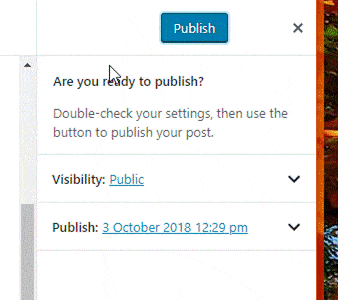 Publish
Are you ready to publish?
Double-check your settings, then use the
button to publish your post.
Visibility: Public
Publish: 3 October 2018 12:29 pm